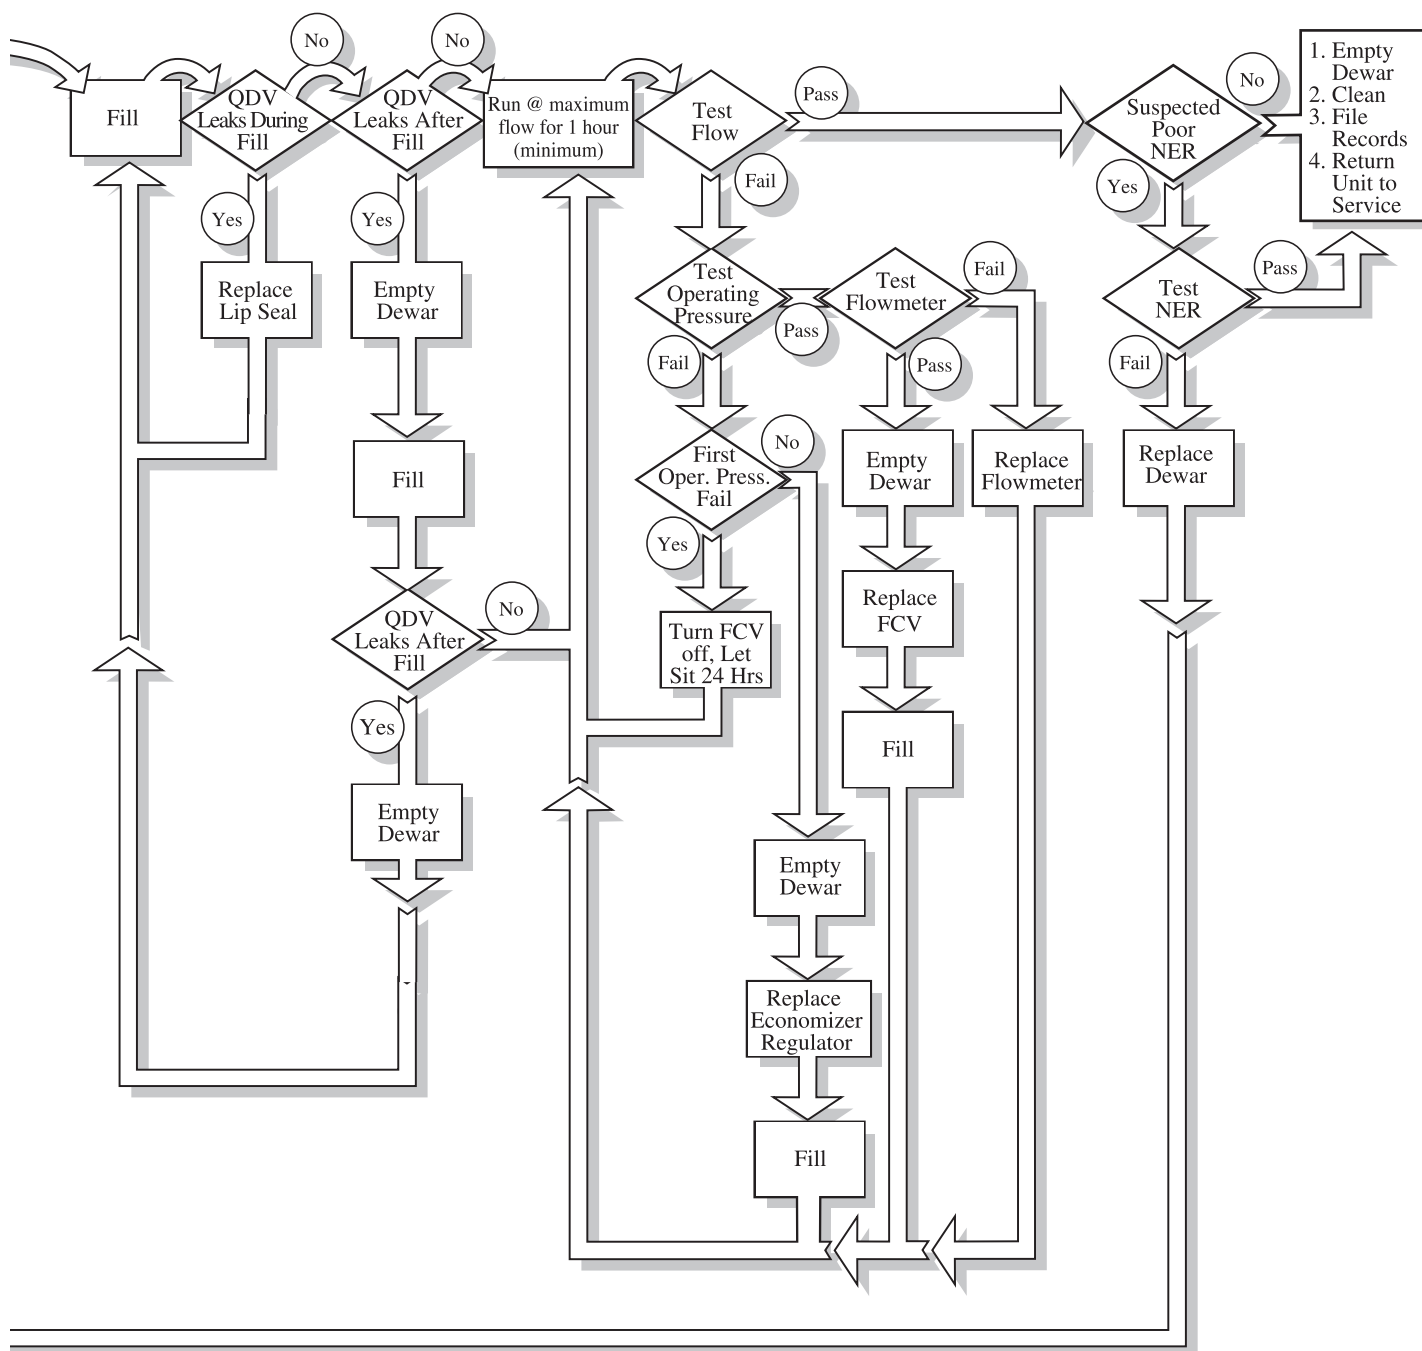 No
No
Fill
QDV
Leaks During
Fill
QDV
Leaks After
Fill
Run @ maximum
flow for 1 hour
(minimum)
Test
Flow
Pass
Suspected
Poor
NER
No
1. Empty
Dewar
2. Clean
3. File
Records
4. Return
Unit to
Service
Yes
Yes
Fail
Yes
Replace
Lip Seal
Empty
Dewar
Test
Operating
Pressure
Pass
Test
Flowmeter
Fail
Test
NER
Pass
Fail
Pass
Fail
Fill
First
Oper. Press.
Fail
No
Empty
Dewar
Replace
Flowmeter
Replace
Dewar
Yes
QDV
Leaks After
Fill
No
Turn FCV
off, Let
Sit 24 Hrs
Replace
FCV
Yes
Fill
Empty
Dewar
Empty
Dewar
Replace
Economizer
Regulator
Fill